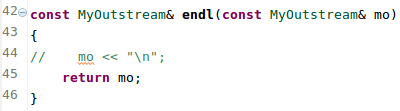 42 const MyOutstream& endl(const MyOutstream& mo)
43 {
44 //    mo << "\n";
45     return mo;
46 }